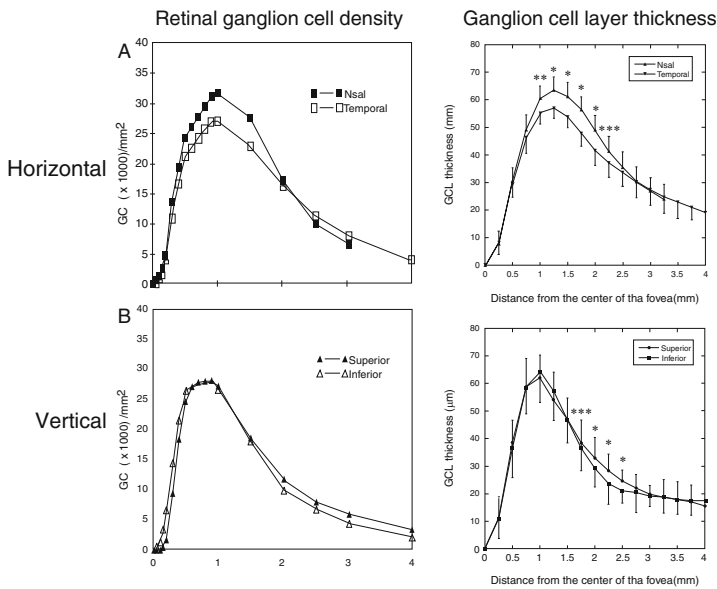 Retinal ganglion cell density
Ganglion cell layer thickness
Horizontal
Vertical
A
GC ( x 1000)/mm2
40
35
30
25
20
15
10
5
0
Nsal
Temporal
GCL thickness (mm)
80
70
60
50
40
30
20
10
0
** * * * * ***
Nsal
Temporal
0 0.5 1 1.5 2 2.5 3 3.5 4
Distance from the center of tha fovea(mm)
B
GC ( x 1000)/mm2
40
35
30
25
20
15
10
5
0
Superior
Inferior
0 1 2 3 4
GCL thickness (µm)
80
70
60
50
40
30
20
10
0
*** * * *
Superior
Inferior
0 0.5 1 1.5 2 2.5 3 3.5 4
Distance from the center of tha fovea(mm)